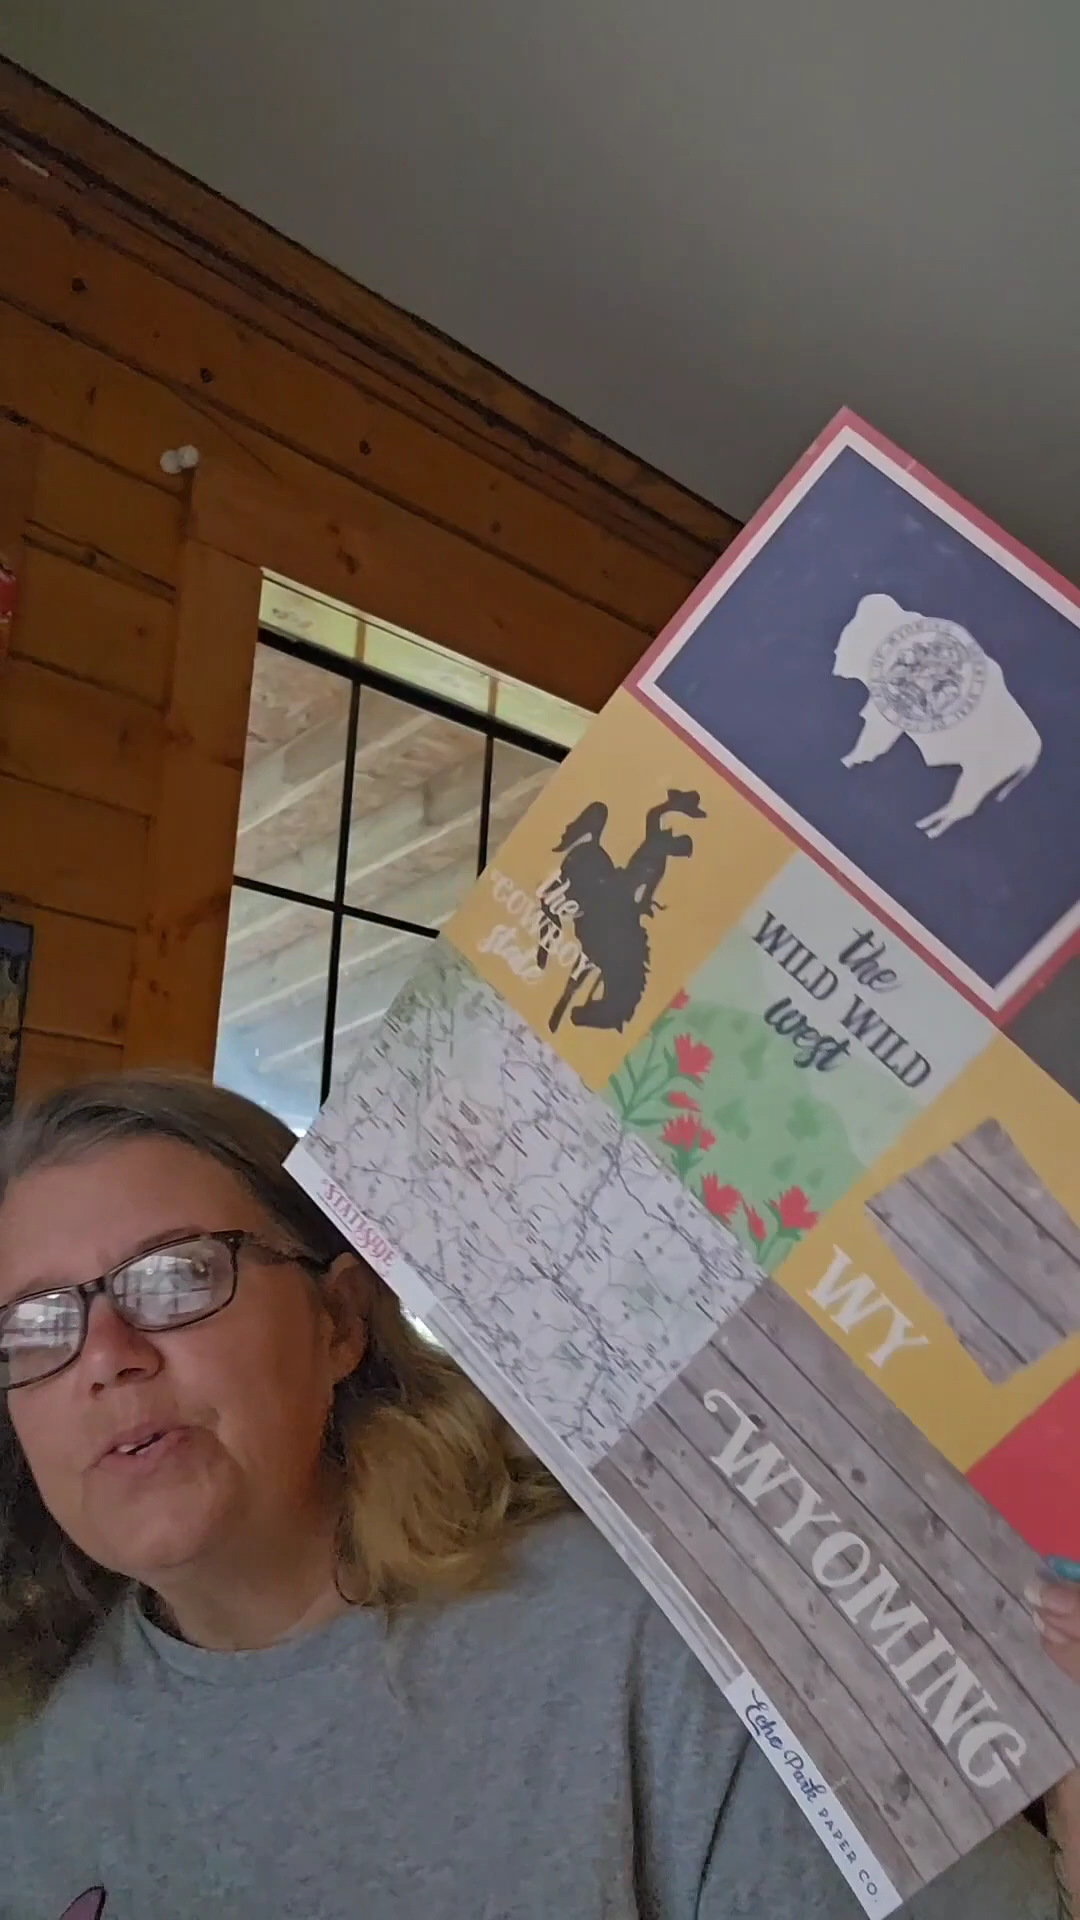 the
COWBOY
state
the
WILD WILD
west
WY
STATESIDE
WYOMING
Echo Park PAPER CO.